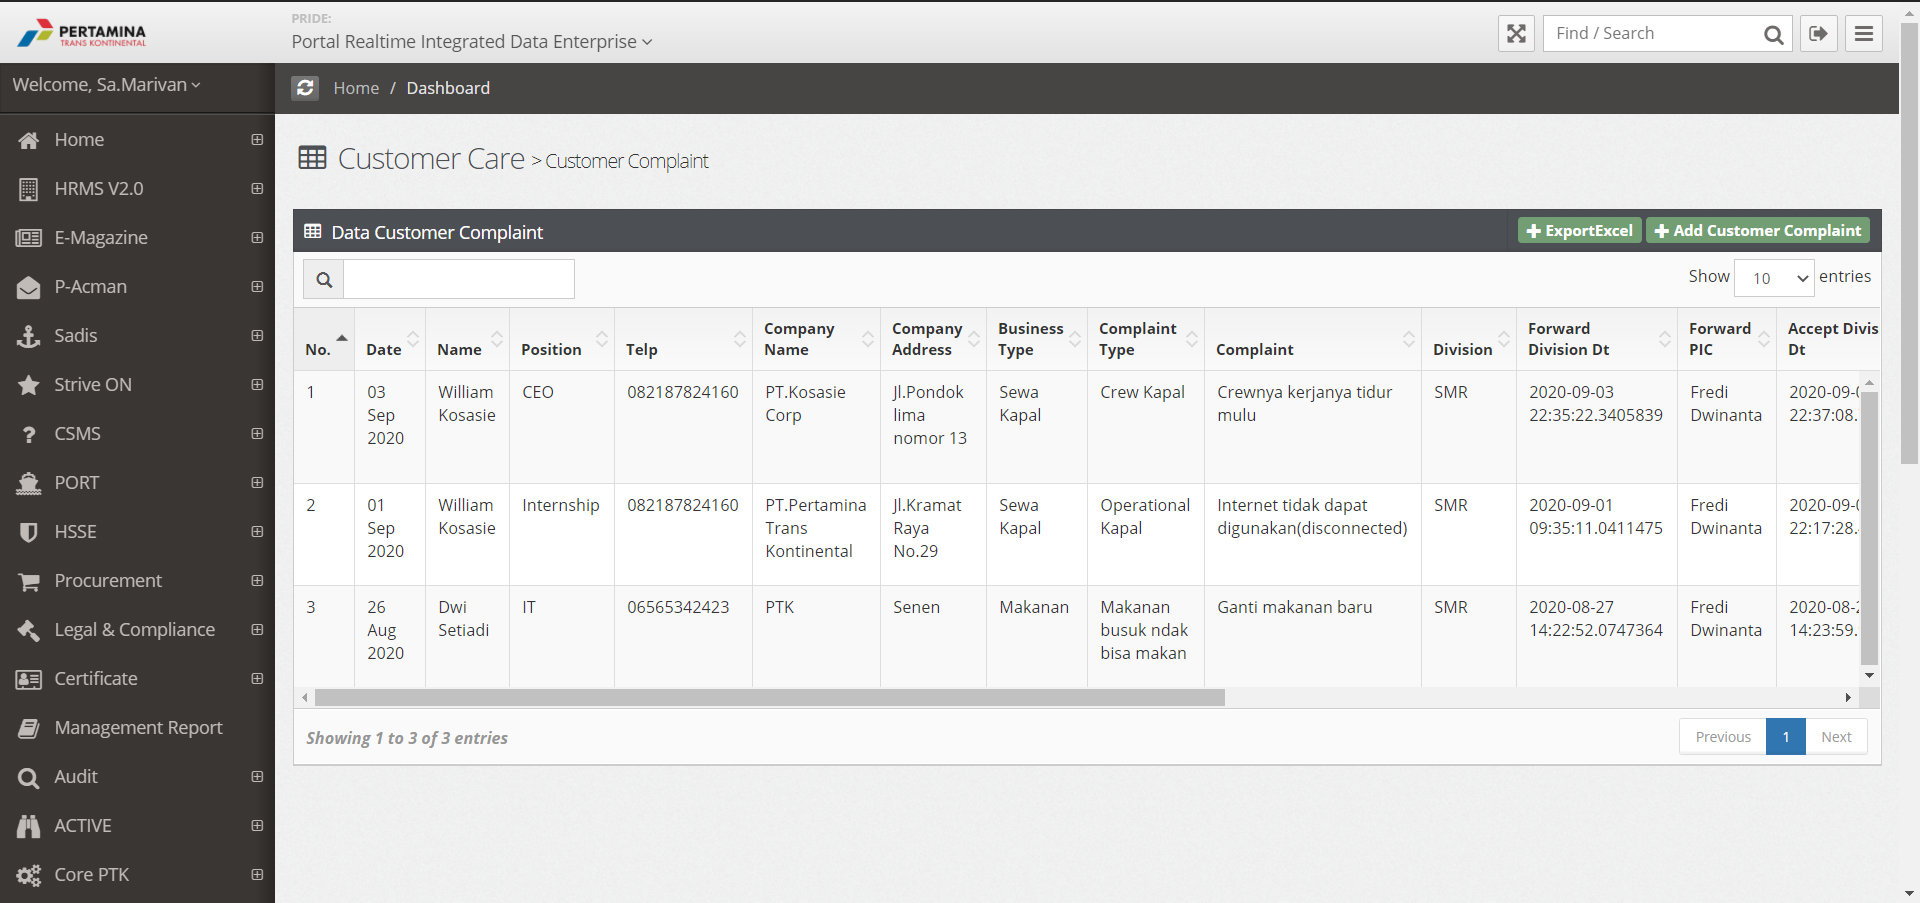 PERTAMINA
TRANS KONTINENTAL
PRIDE:
Portal Realtime Integrated Data Enterprise
Find / Search
Welcome, Sa.Marivan
Home / Dashboard
Home
HRMS V2.0
E-Magazine
P-Acman
Sadis
Strive ON
CSMS
PORT
HSSE
Procurement
Legal & Compliance
Certificate
Management Report
Audit
ACTIVE
Core PTK
Customer Care > Customer Complaint
Data Customer Complaint
ExportExcel
Add Customer Complaint
Show 10 entries
No.
Date
Name
Position
Telp
Company
Name
Company
Address
Business
Type
Complaint
Type
Complaint
Division
Forward
Division Dt
Forward
PIC
Accept Divis
Dt
1
03
Sep
2020
William
Kosasie
CEO
082187824160
PT.Kosasie
Corp
Jl.Pondok
lima
nomor 13
Sewa
Kapal
Crew Kapal
Crewnya kerjanya tidur
mulu
SMR
2020-09-03
22:35:22.3405839
Fredi
Dwinanta
2020-09-0
22:37:08.
2
01
Sep
2020
William
Kosasie
Internship
082187824160
PT.Pertamina
Trans
Kontinental
Jl.Kramat
Raya
No.29
Sewa
Kapal
Operational
Kapal
Internet tidak dapat
digunakan(disconnected)
SMR
2020-09-01
09:35:11.0411475
Fredi
Dwinanta
2020-09-0
22:17:28.
3
26
Aug
2020
Dwi
Setiadi
IT
06565342423
PTK
Senen
Makanan
Makanan
busuk ndak
bisa makan
Ganti makanan baru
SMR
2020-08-27
14:22:52.0747364
Fredi
Dwinanta
2020-08-2
14:23:59.
Showing 1 to 3 of 3 entries
Previous
1
Next